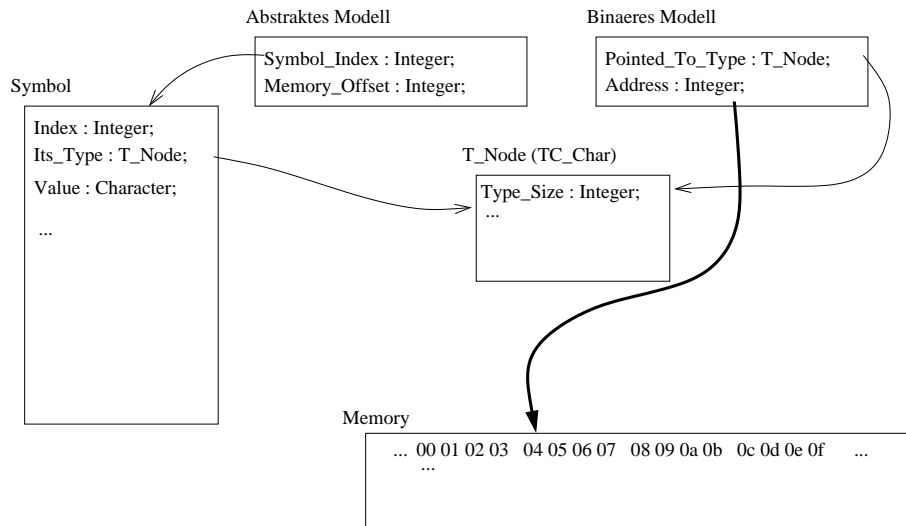 Abstraktes Modell
Symbol_Index : Integer;
Memory_Offset : Integer;
Binaeres Modell
Pointed_To_Type : T_Node;
Address : Integer;
Symbol
Index : Integer;
Its_Type : T_Node;
Value : Character;
...
T_Node (TC_Char)
Type_Size : Integer;
...
Memory
... 00 01 02 03 04 05 06 07 08 09 0a 0b 0c 0d 0e 0f ...
...